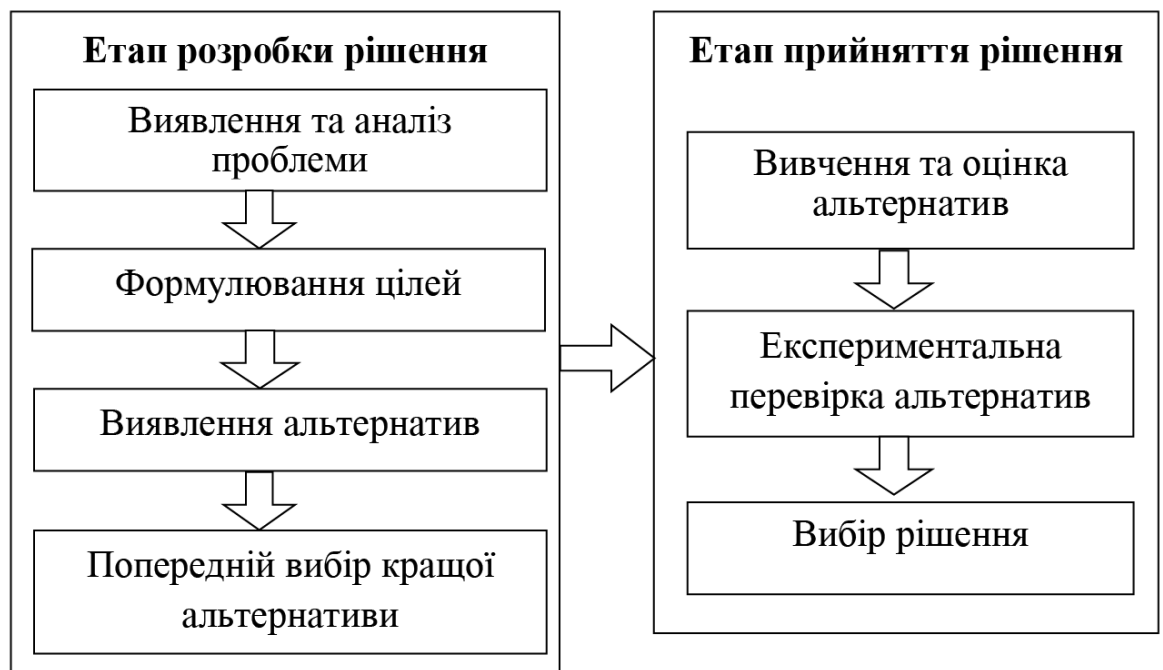 Етап розробки рішення
Виявлення та аналіз
проблеми
Формулювання цілей
Виявлення альтернатив
Попередній вибір кращої
альтернативи
Етап прийняття рішення
Вивчення та оцінка
альтернатив
Експериментальна
перевірка альтернатив
Вибір рішення